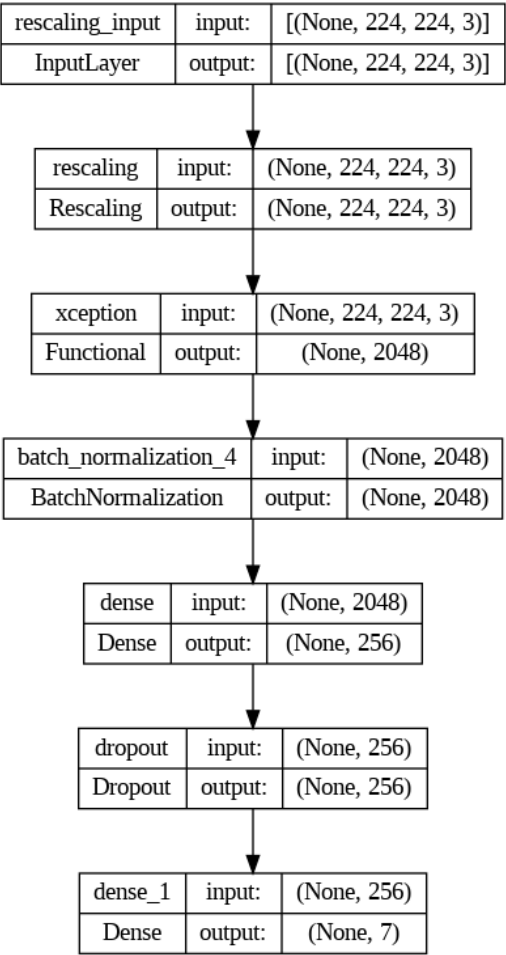 rescaling_input input: [(None, 224, 224, 3)]
InputLayer output: [(None, 224, 224, 3)]
rescaling input: (None, 224, 224, 3)
Rescaling output: (None, 224, 224, 3)
xception input: (None, 224, 224, 3)
Functional output: (None, 2048)
batch_normalization_4 input: (None, 2048)
BatchNormalization output: (None, 2048)
dense input: (None, 2048)
Dense output: (None, 256)
dropout input: (None, 256)
Dropout output: (None, 256)
dense_1 input: (None, 256)
Dense output: (None, 7)